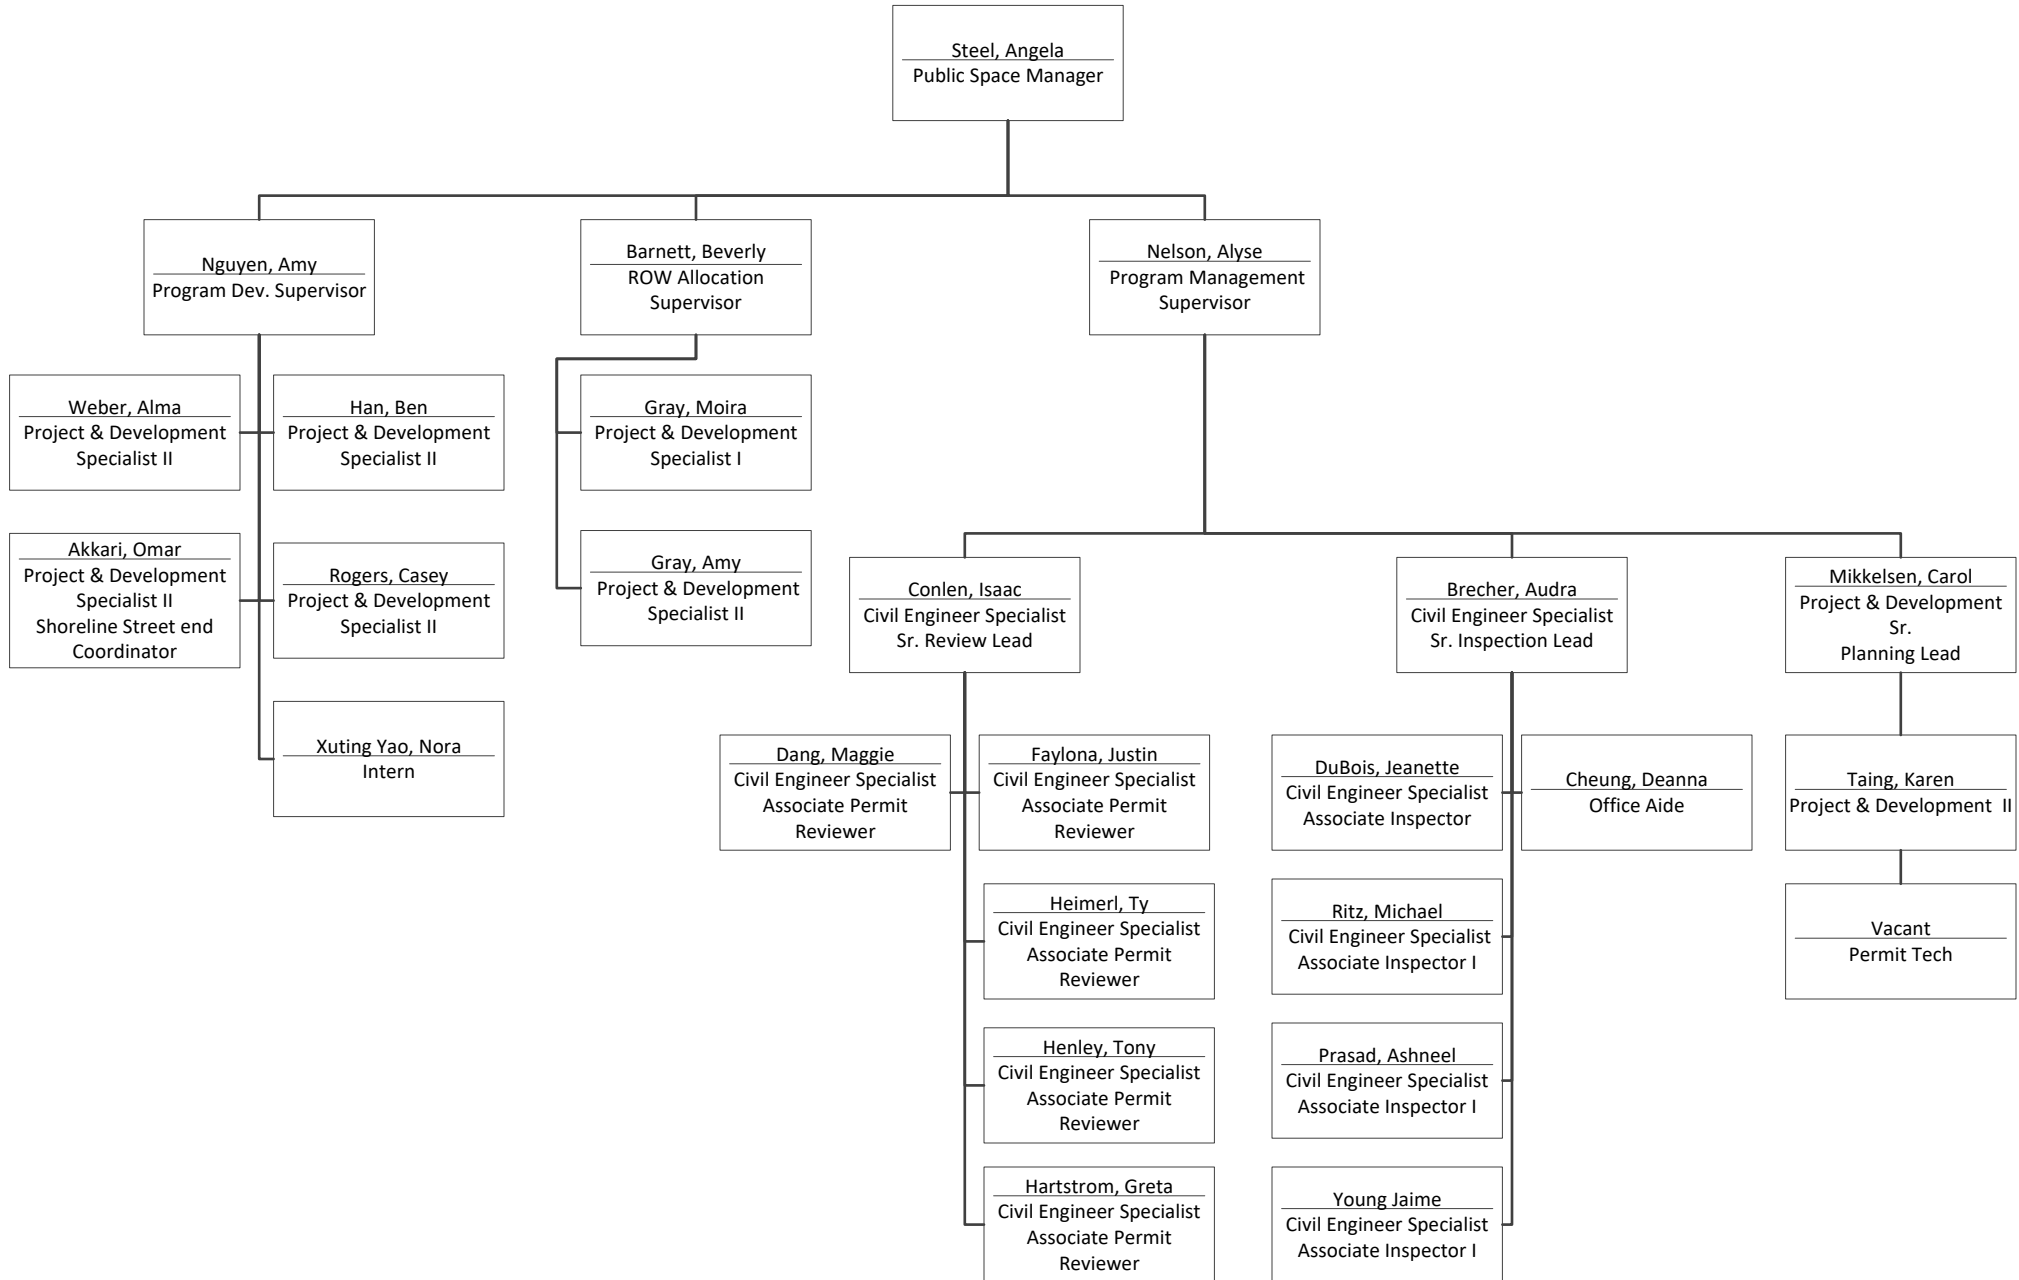 Steel, Angela
Public Space Manager
Nguyen, Amy
Program Dev. Supervisor
Barnett, Beverly
ROW Allocation
Supervisor
Nelson, Alyse
Program Management
Supervisor
Weber, Alma
Project & Development
Specialist II
Han, Ben
Project & Development
Specialist II
Gray, Moira
Project & Development
Specialist I
Akkari, Omar
Project & Development
Specialist II
Shoreline Street end
Coordinator
Rogers, Casey
Project & Development
Specialist II
Gray, Amy
Project & Development
Specialist II
Conlen, Isaac
Civil Engineer Specialist
Sr. Review Lead
Brecher, Audra
Civil Engineer Specialist
Sr. Inspection Lead
Mikkelsen, Carol
Project & Development
Sr.
Planning Lead
Xuting Yao, Nora
Intern
Dang, Maggie
Civil Engineer Specialist
Associate Permit
Reviewer
Faylona, Justin
Civil Engineer Specialist
Associate Permit
Reviewer
DuBois, Jeanette
Civil Engineer Specialist
Associate Inspector
Cheung, Deanna
Office Aide
Taing, Karen
Project & Development  II
Heimerl, Ty
Civil Engineer Specialist
Associate Permit
Reviewer
Ritz, Michael
Civil Engineer Specialist
Associate Inspector I
Vacant
Permit Tech
Henley, Tony
Civil Engineer Specialist
Associate Permit
Reviewer
Prasad, Ashneel
Civil Engineer Specialist
Associate Inspector I
Hartstrom, Greta
Civil Engineer Specialist
Associate Permit
Reviewer
Young Jaime
Civil Engineer Specialist
Associate Inspector I